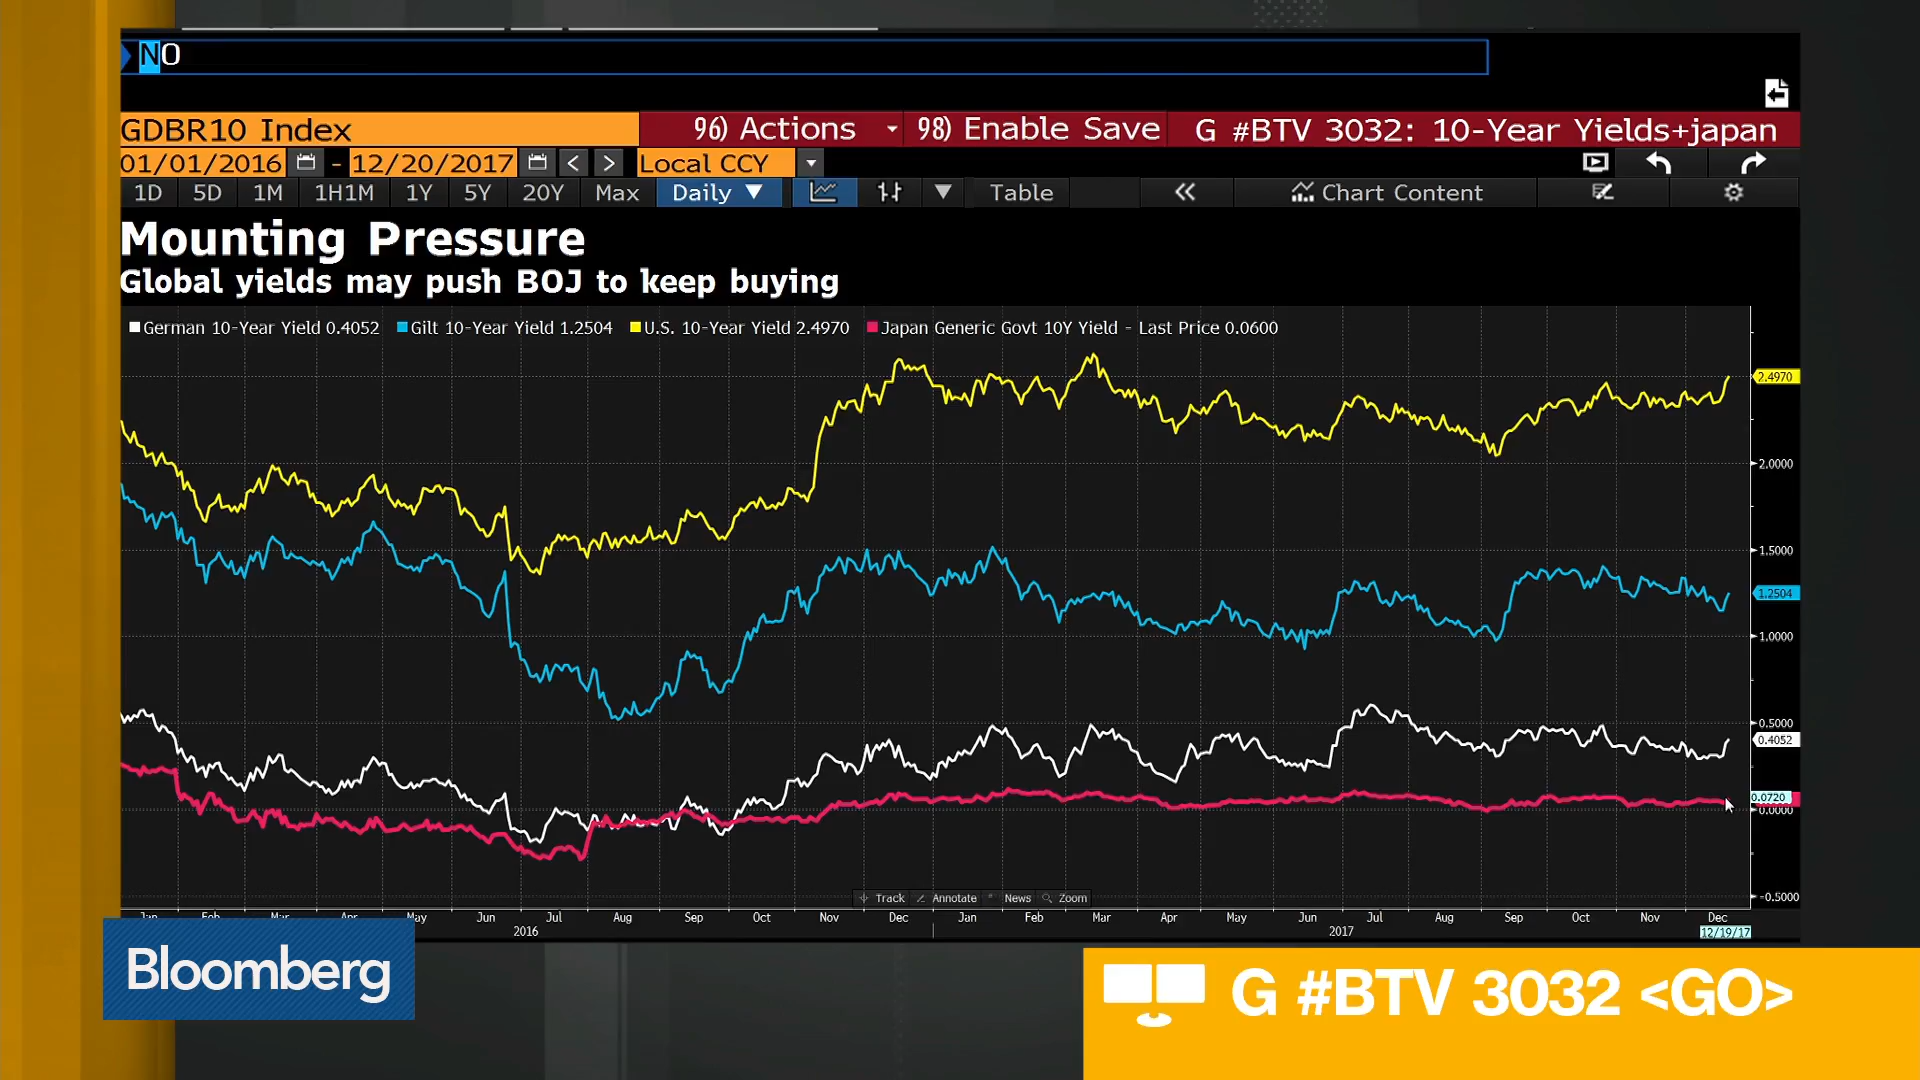 NO
GDBR10 Index 96) Actions 98) Enable Save G #BTV 3032: 10-Year Yields+japan
01/01/2016 - 12/20/2017 < > Local CCY
1D 5D 1M 1H1M 1Y 5Y 20Y Max Daily Table « Chart Content
Mounting Pressure
Global yields may push BOJ to keep buying
German 10-Year Yield 0.4052 Gilt 10-Year Yield 1.2504 U.S. 10-Year Yield 2.4970 Japan Generic Govt 10Y Yield - Last Price 0.0600
2.4970
2.0000
1.5000
1.2504
1.0000
0.5000
0.4052
0.0720
0.0000
-0.5000
Track Annotate News Zoom
Jan Feb Mar Apr May Jun Jul Aug Sep Oct Nov Dec Jan Feb Mar Apr May Jun Jul Aug Sep Oct Nov Dec
2016 2017 12/19/17
Bloomberg
G #BTV 3032 <GO>